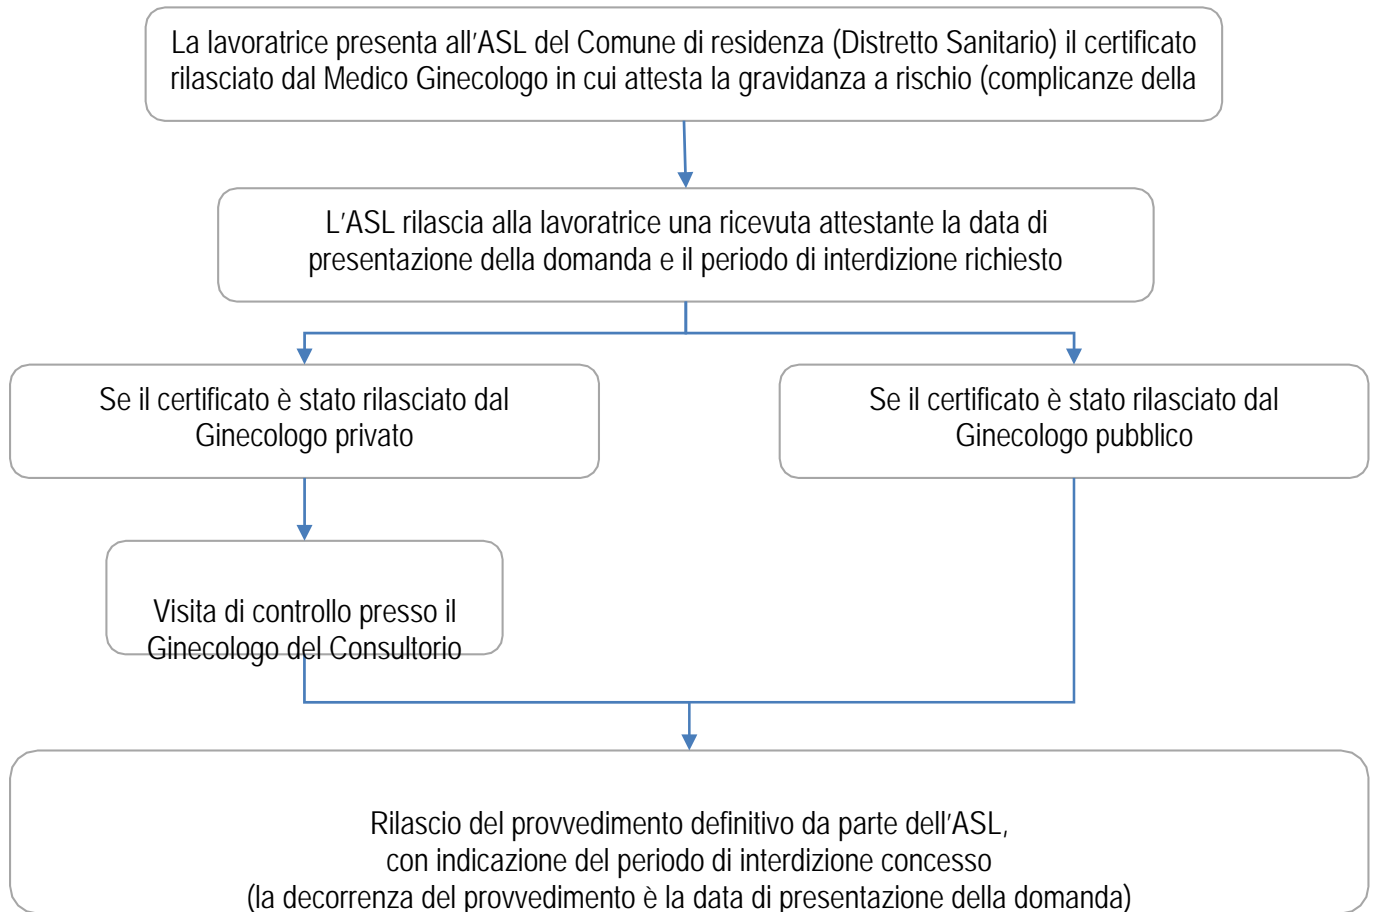 La lavoratrice presenta all'ASL del Comune di residenza (Distretto Sanitario) il certificato
rilasciato dal Medico Ginecologo in cui attesta la gravidanza a rischio (complicanze della
L'ASL rilascia alla lavoratrice una ricevuta attestante la data di
presentazione della domanda e il periodo di interdizione richiesto
Se il certificato è stato rilasciato dal
Ginecologo privato
Se il certificato è stato rilasciato dal
Ginecologo pubblico
Visita di controllo presso il
Ginecologo del Consultorio
Rilascio del provvedimento definitivo da parte dell'ASL,
con indicazione del periodo di interdizione concesso
(la decorrenza del provvedimento è la data di presentazione della domanda)